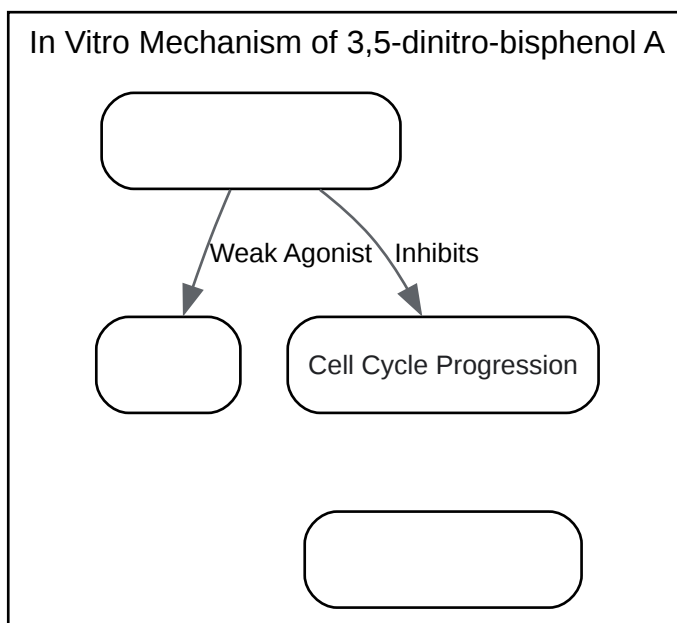 In Vitro Mechanism of 3,5-dinitro-bisphenol A
Weak Agonist
Inhibits
Cell Cycle Progression